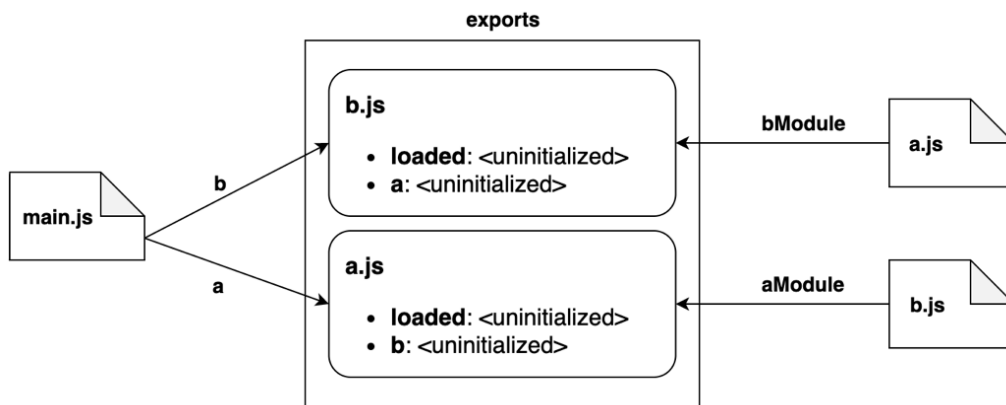 exports
b.js
• loaded: <uninitialized>
• a: <uninitialized>
bModule
a.js
b
main.js
a
a.js
• loaded: <uninitialized>
• b: <uninitialized>
aModule
b.js